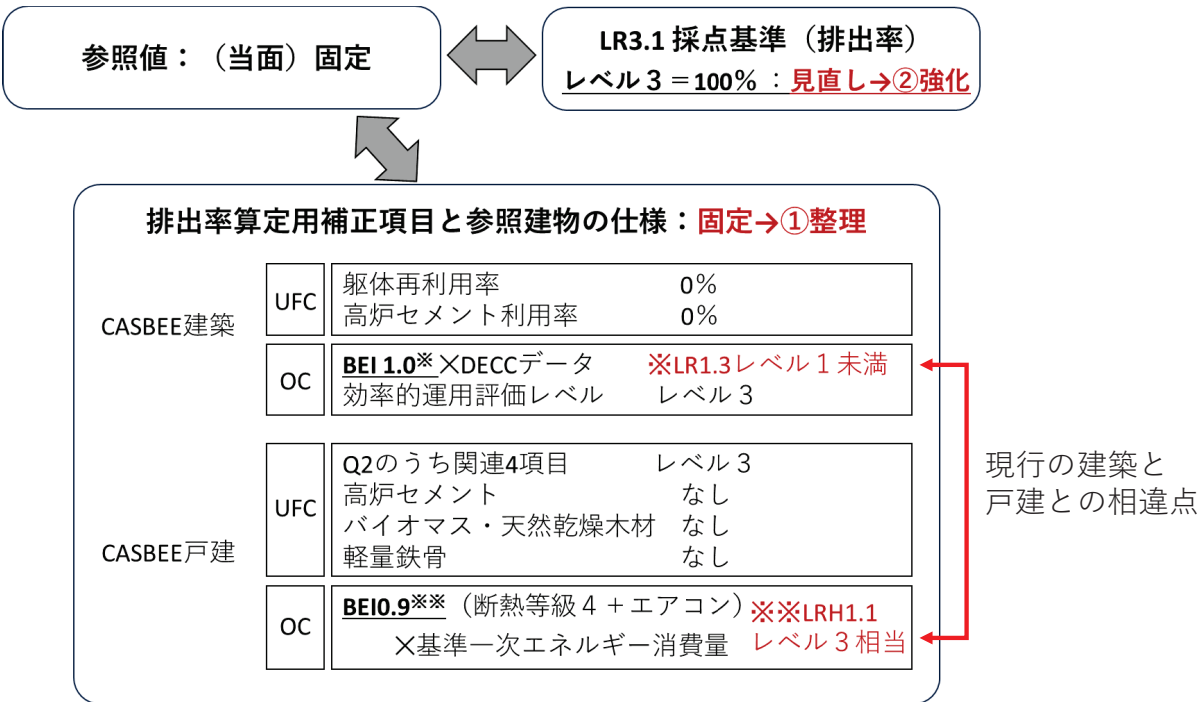 参照値：（当面）固定
LR3.1 採点基準（排出率）
レベル３＝100％：見直し→②強化
排出率算定用補正項目と参照建物の仕様：固定→①整理
CASBEE建築
UFC
躯体再利用率 0％
高炉セメント利用率 0％
OC
BEI 1.0※×DECCデータ ※LR1.3レベル１未満
効率的運用評価レベル レベル３
CASBEE戸建
UFC
Q2のうち関連4項目 レベル３
高炉セメント なし
バイオマス・天然乾燥木材 なし
軽量鉄骨 なし
OC
BEI0.9※※（断熱等級４＋エアコン）※※LRH1.1
×基準一次エネルギー消費量 レベル３相当
現行の建築と
戸建との相違点